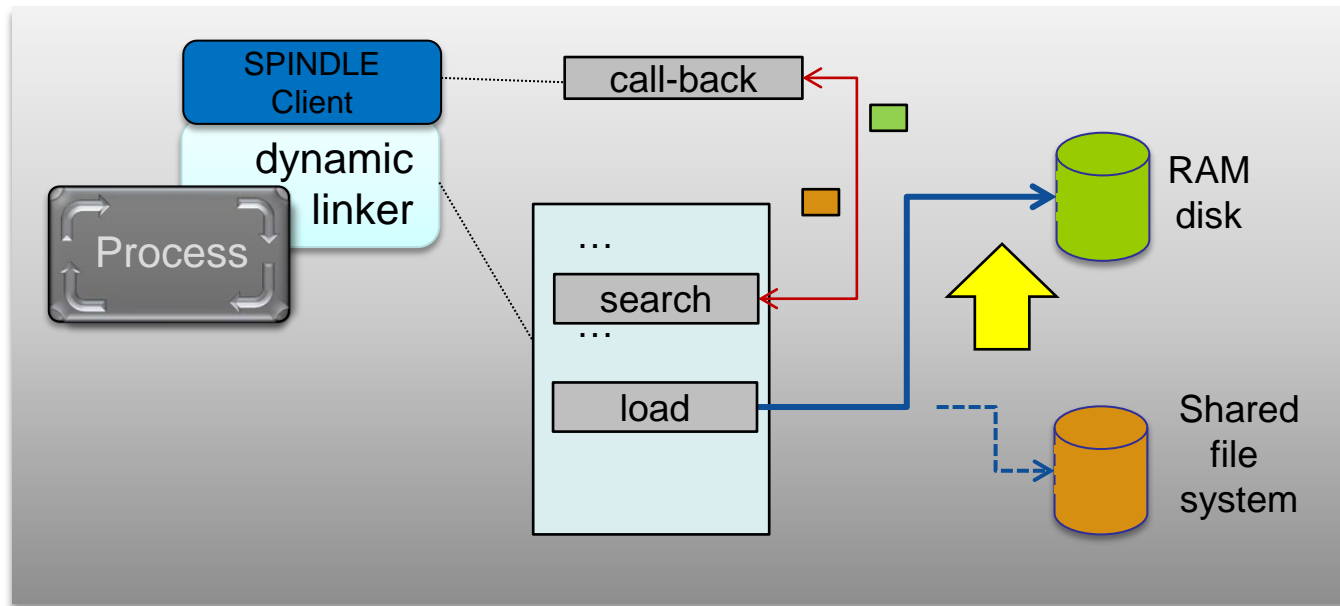 SPINDLE
Client
call-back
dynamic
linker
Process
RAM
disk
...
search
...
load
Shared
file
system